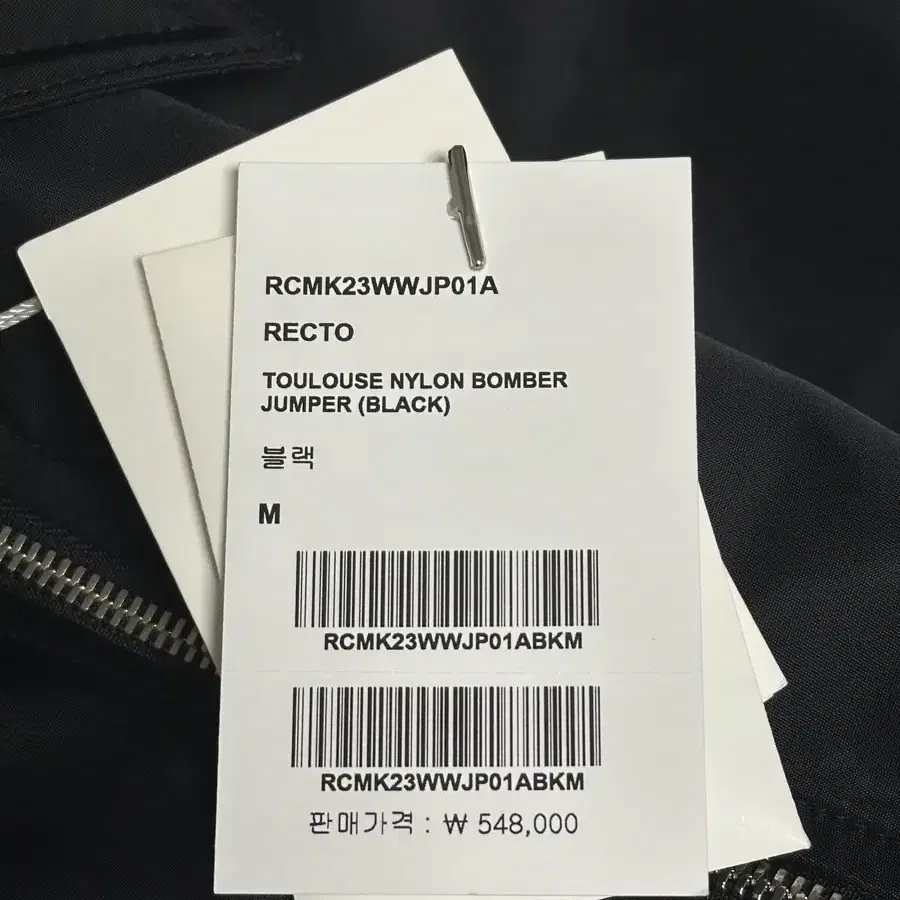 RCMK23WWJP01A
RECTO
TOULOUSE NYLON BOMBER
JUMPER (BLACK)
블랙
M
RCMK23WWJP01ABKM
RCMK23WWJP01ABKM
판매가격 : ₩ 548,000